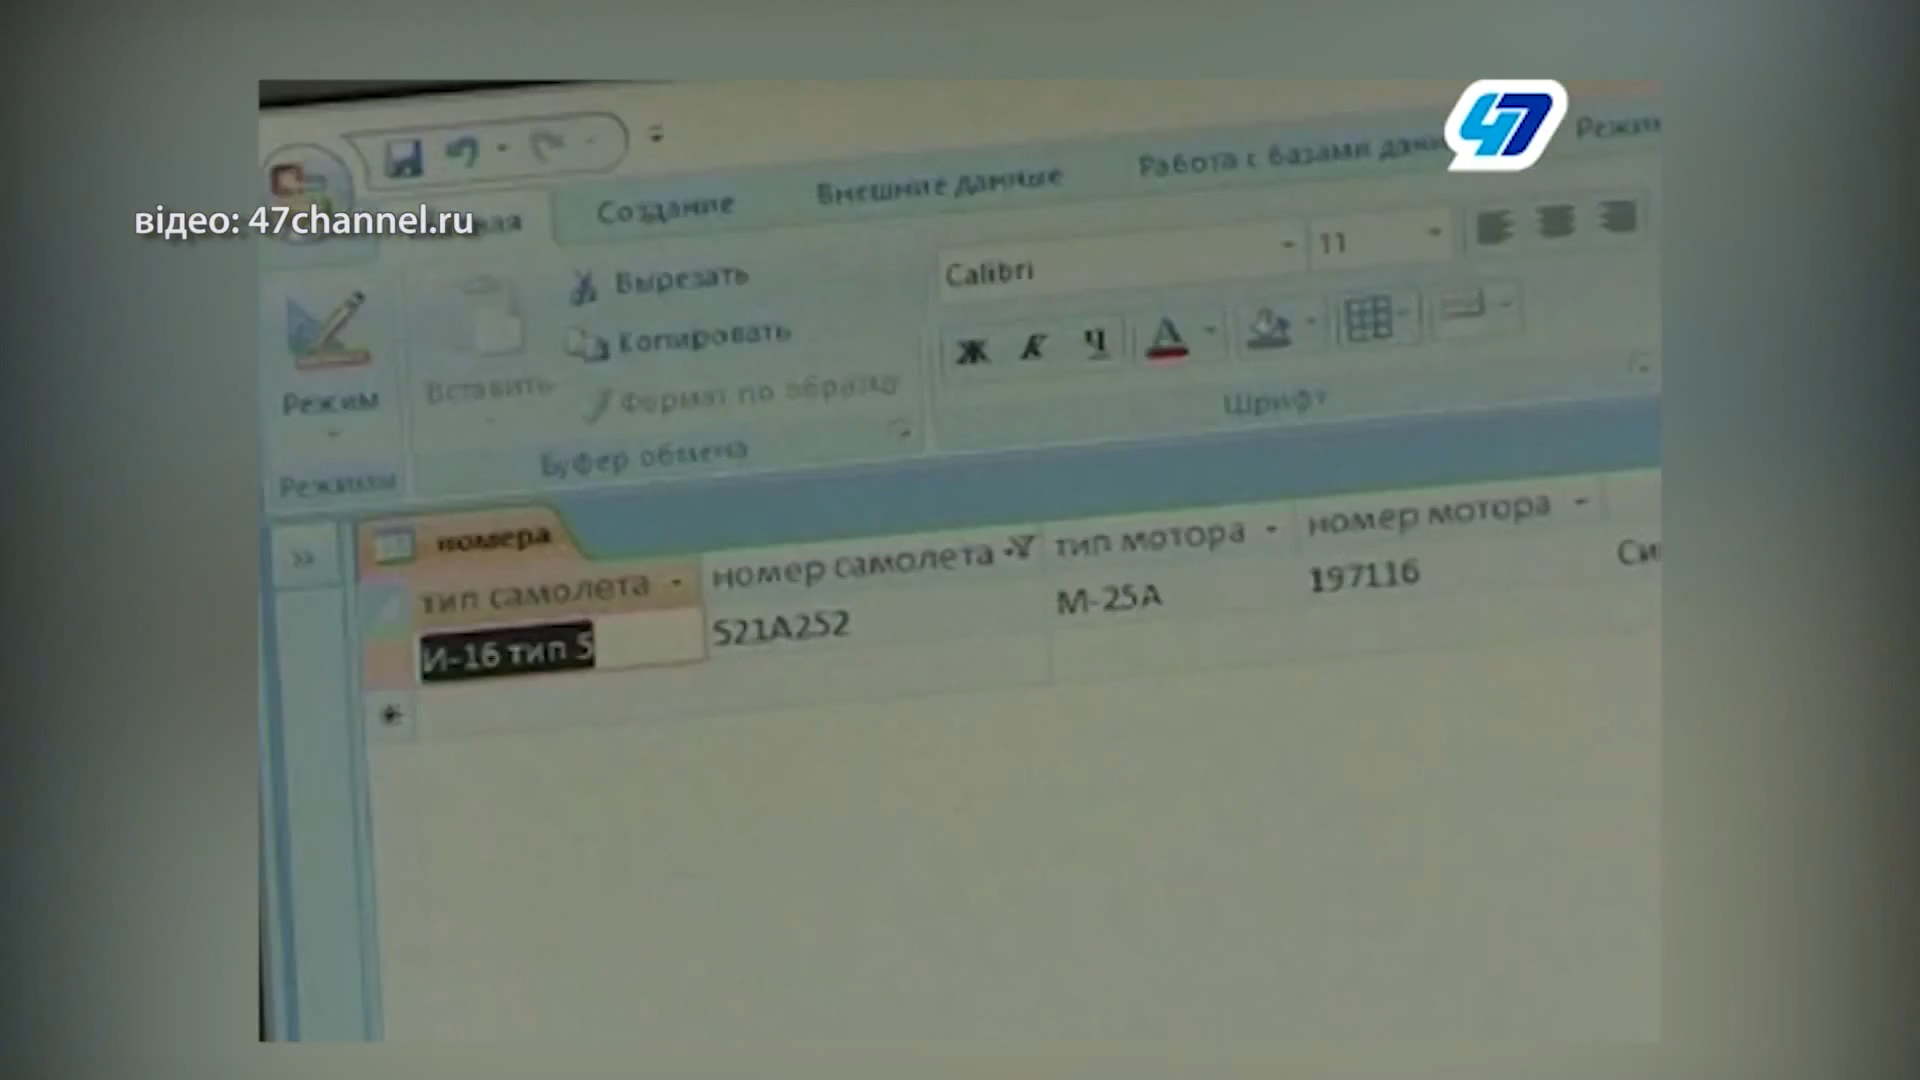 47
Режим
відео: 47channel.ru
Создание
Внешние данные
Работа с базами
Вырезать
Копировать
Вставить
Формат по образцу
Буфер обмена
Режим
Режимы
Calibri
11
Ж К Ч
А
Шрифт
номера
тип самолета
номер самолета
тип мотора
номер мотора
И-16 тип 5
521А252
М-25А
197116